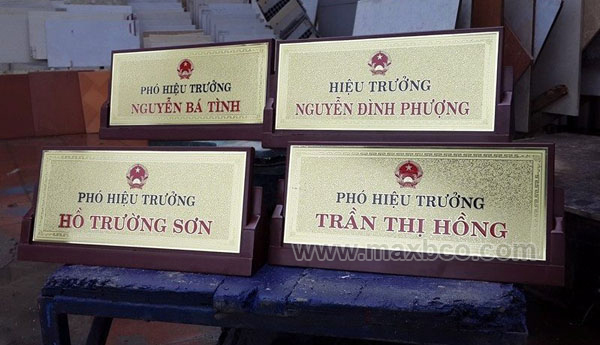 PHÓ HIỆU TRƯỞNG
NGUYỄN BÁ TÌNH
HIỆU TRƯỞNG
NGUYỄN ĐÌNH PHƯỢNG
PHÓ HIỆU TRƯỞNG
HỒ TRƯỜNG SƠN
PHÓ HIỆU TRƯỞNG
TRẦN THỊ HỒNG
www.maxbco.com